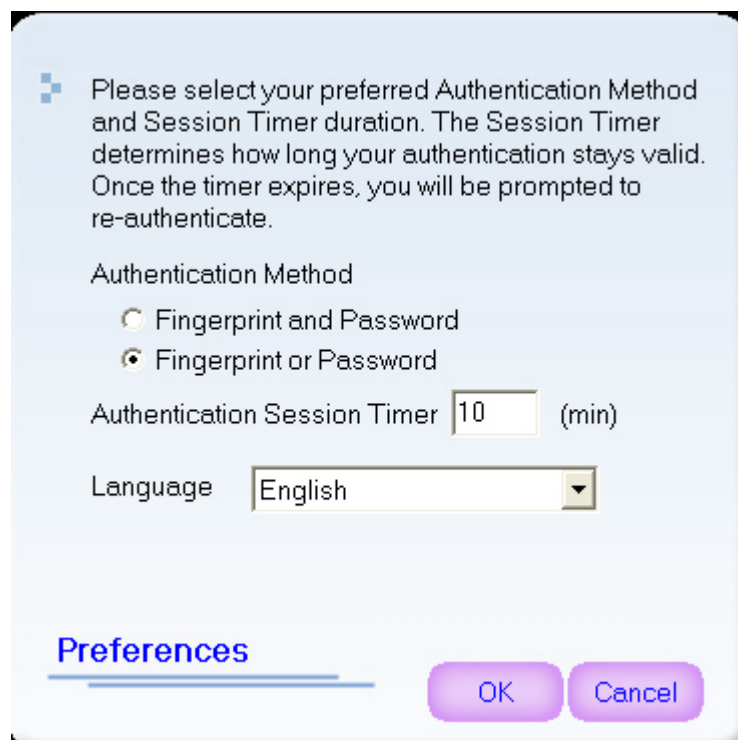 Please select your preferred Authentication Method
and Session Timer duration. The Session Timer
determines how long your authentication stays valid.
Once the timer expires, you will be prompted to
re-authenticate.
Authentication Method
Fingerprint and Password
Fingerprint or Password
Authentication Session Timer 10 (min)
Language English
Preferences
OK Cancel